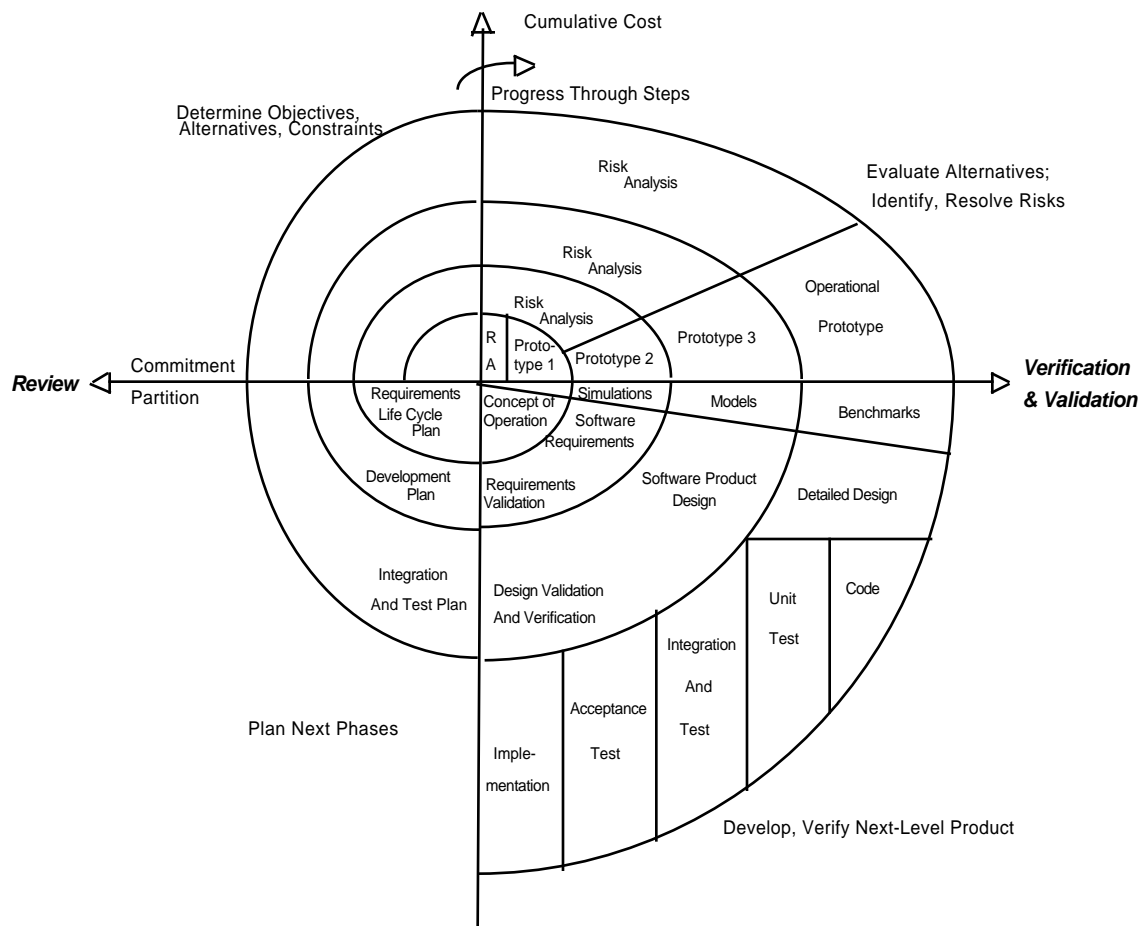 Cumulative Cost
Progress Through Steps
Determine Objectives,
Alternatives, Constraints
Risk
Analysis
Evaluate Alternatives;
Identify, Resolve Risks
Risk
Analysis
Operational
Prototype
Risk
Analysis
R
A
Proto-
type 1
Prototype 2
Prototype 3
Review
Commitment
Partition
Verification
& Validation
Requirements
Life Cycle
Plan
Concept of
Operation
Simulations
Models
Benchmarks
Software
Requirements
Development
Plan
Requirements
Validation
Software Product
Design
Detailed Design
Integration
And Test Plan
Design Validation
And Verification
Unit
Test
Code
Integration
And
Test
Acceptance
Test
Imple-
mentation
Plan Next Phases
Develop, Verify Next-Level Product